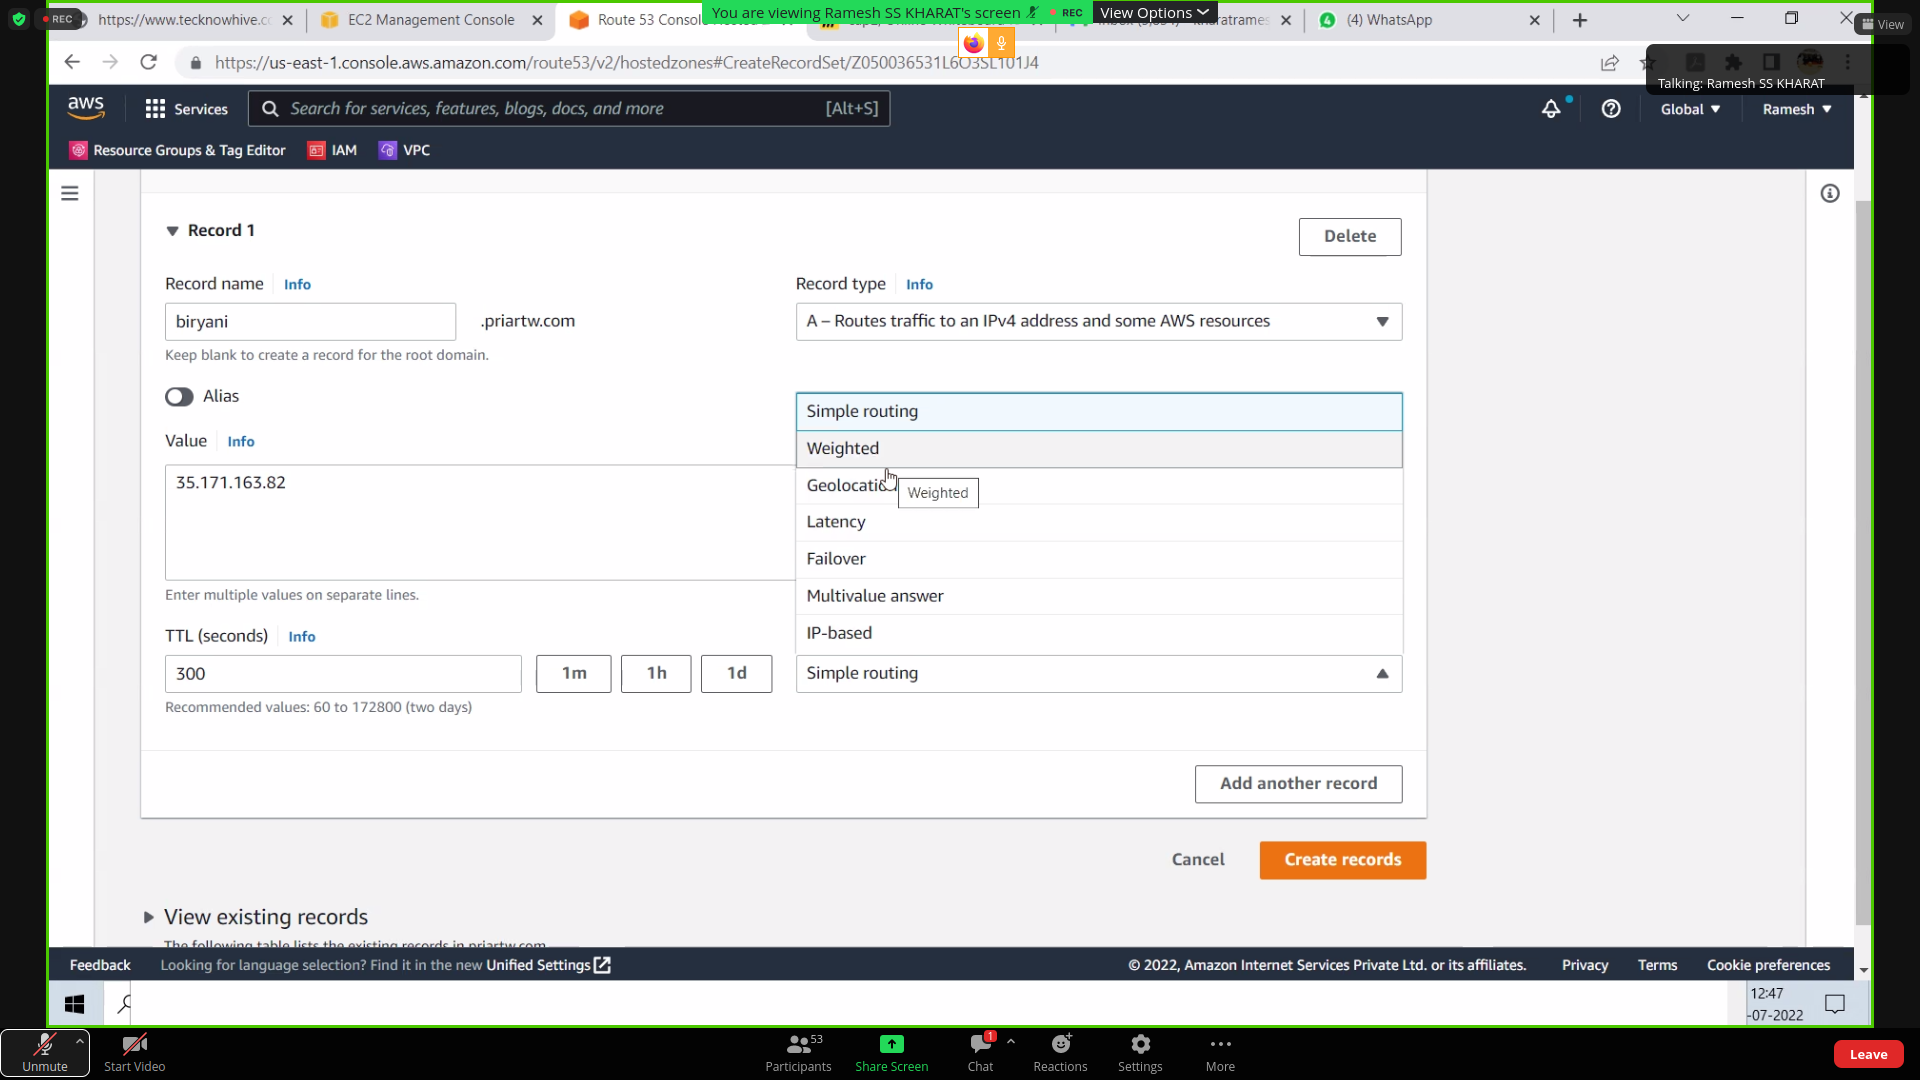 REC
https://www.tecknowhive.c
EC2 Management Console
Route 53 Conso
You are viewing Ramesh SS KHARAT's screen
REC
View Options
(4) WhatsApp
View
https://us-east-1.console.aws.amazon.com/route53/v2/hostedzones#CreateRecordSet/Z050036531L6O3SLT01J4
Talking: Ramesh SS KHARAT
aws
Services
Search for services, features, blogs, docs, and more
[Alt+S]
Global
Ramesh
Resource Groups & Tag Editor
IAM
VPC
Record 1
Delete
Record name
Info
Record type
Info
biryani
.priartw.com
A – Routes traffic to an IPv4 address and some AWS resources
Keep blank to create a record for the root domain.
Alias
Simple routing
Value
Info
Weighted
35.171.163.82
Geolocation
Weighted
Latency
Failover
Enter multiple values on separate lines.
Multivalue answer
TTL (seconds)
Info
IP-based
300
1m
1h
1d
Simple routing
Recommended values: 60 to 172800 (two days)
Add another record
Cancel
Create records
View existing records
The following table lists the existing records in priartw.com
Feedback
Looking for language selection? Find it in the new Unified Settings
© 2022, Amazon Internet Services Private Ltd. or its affiliates.
Privacy
Terms
Cookie preferences
12:47
-07-2022
Unmute
Start Video
Participants
53
Share Screen
Chat
1
Reactions
Settings
More
Leave